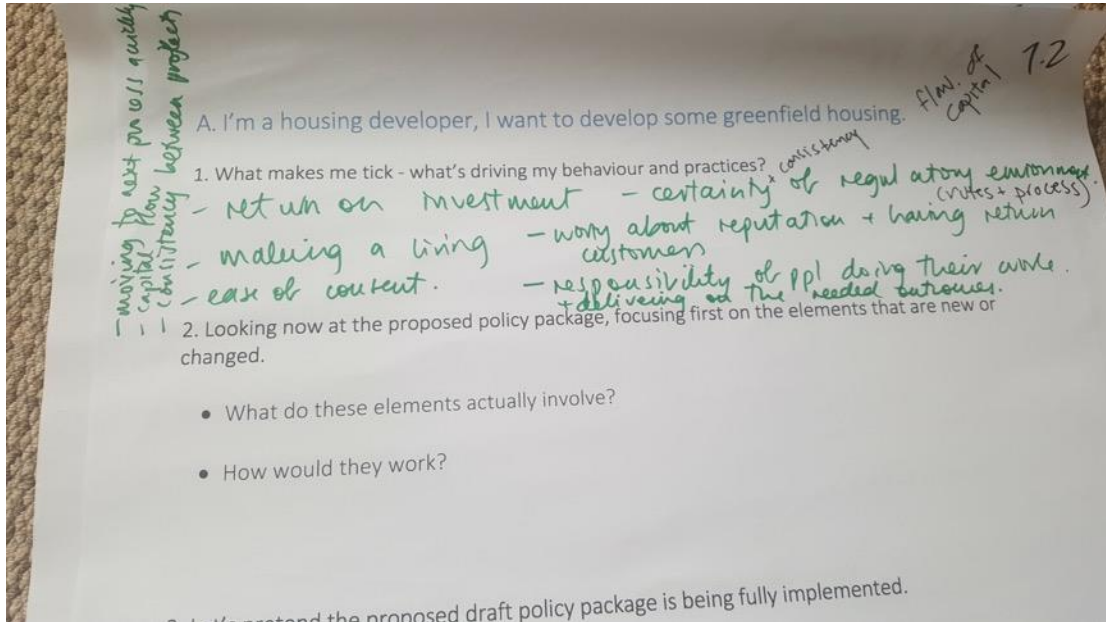 - moving to next process quickly
- capital flow between project
- consistency
flow of
capital
1.2
A. I'm a housing developer, I want to develop some greenfield housing.
1. What makes me tick - what's driving my behaviour and practices?
+ consistency
- return on investment
- making a living
- ease of consent.
- certainty of regulatory environment
(rules + process)
- worry about reputation + having return
customers
- responsibility of ppl doing their work.
+ delivering on the needed outcomes.
2. Looking now at the proposed policy package, focusing first on the elements that are new or
changed.
• What do these elements actually involve?
• How would they work?
pretend the proposed draft policy package is being fully implemented.